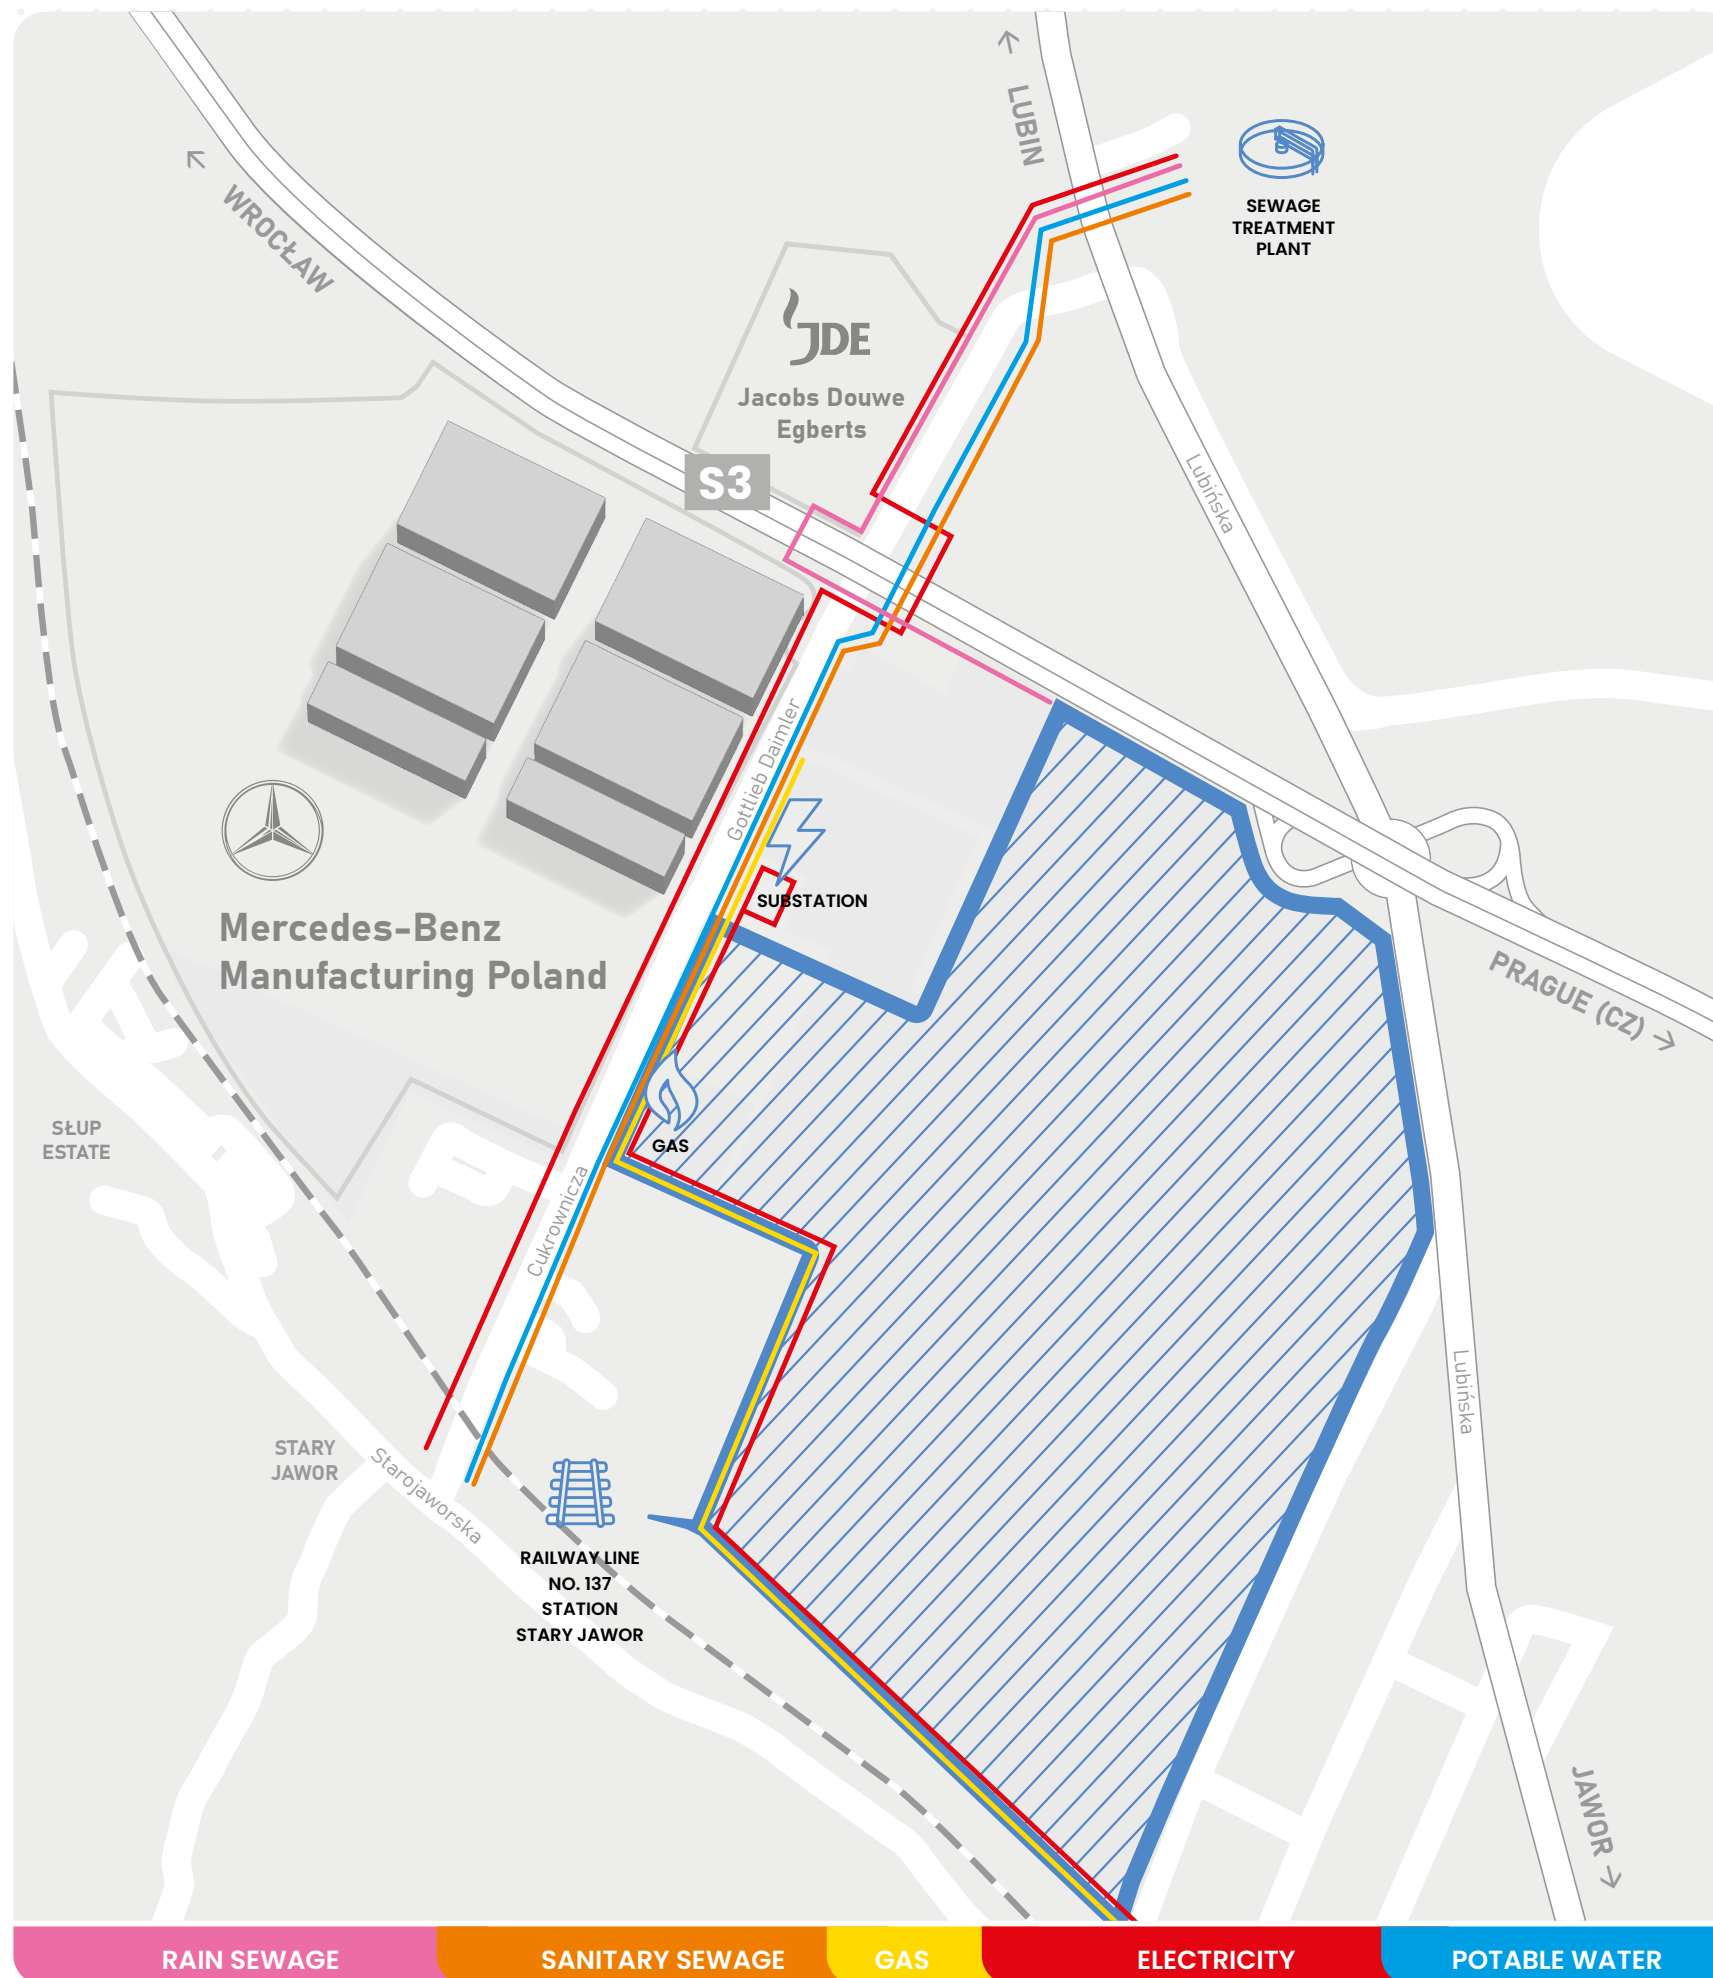 LUBIN
WROCŁAW
SEWAGE
TREATMENT
PLANT
JDE
Jacobs Douwe
Egberts
S3
Lubińska
Gottlieb Daimler
SUBSTATION
Mercedes-Benz
Manufacturing Poland
PRAGUE (CZ)
SŁUP
ESTATE
GAS
Cukrownicza
Lubińska
STARY
JAWOR
Starojaworska
RAILWAY LINE
NO. 137
STATION
STARY JAWOR
JAWOR
RAIN SEWAGE
SANITARY SEWAGE
GAS
ELECTRICITY
POTABLE WATER